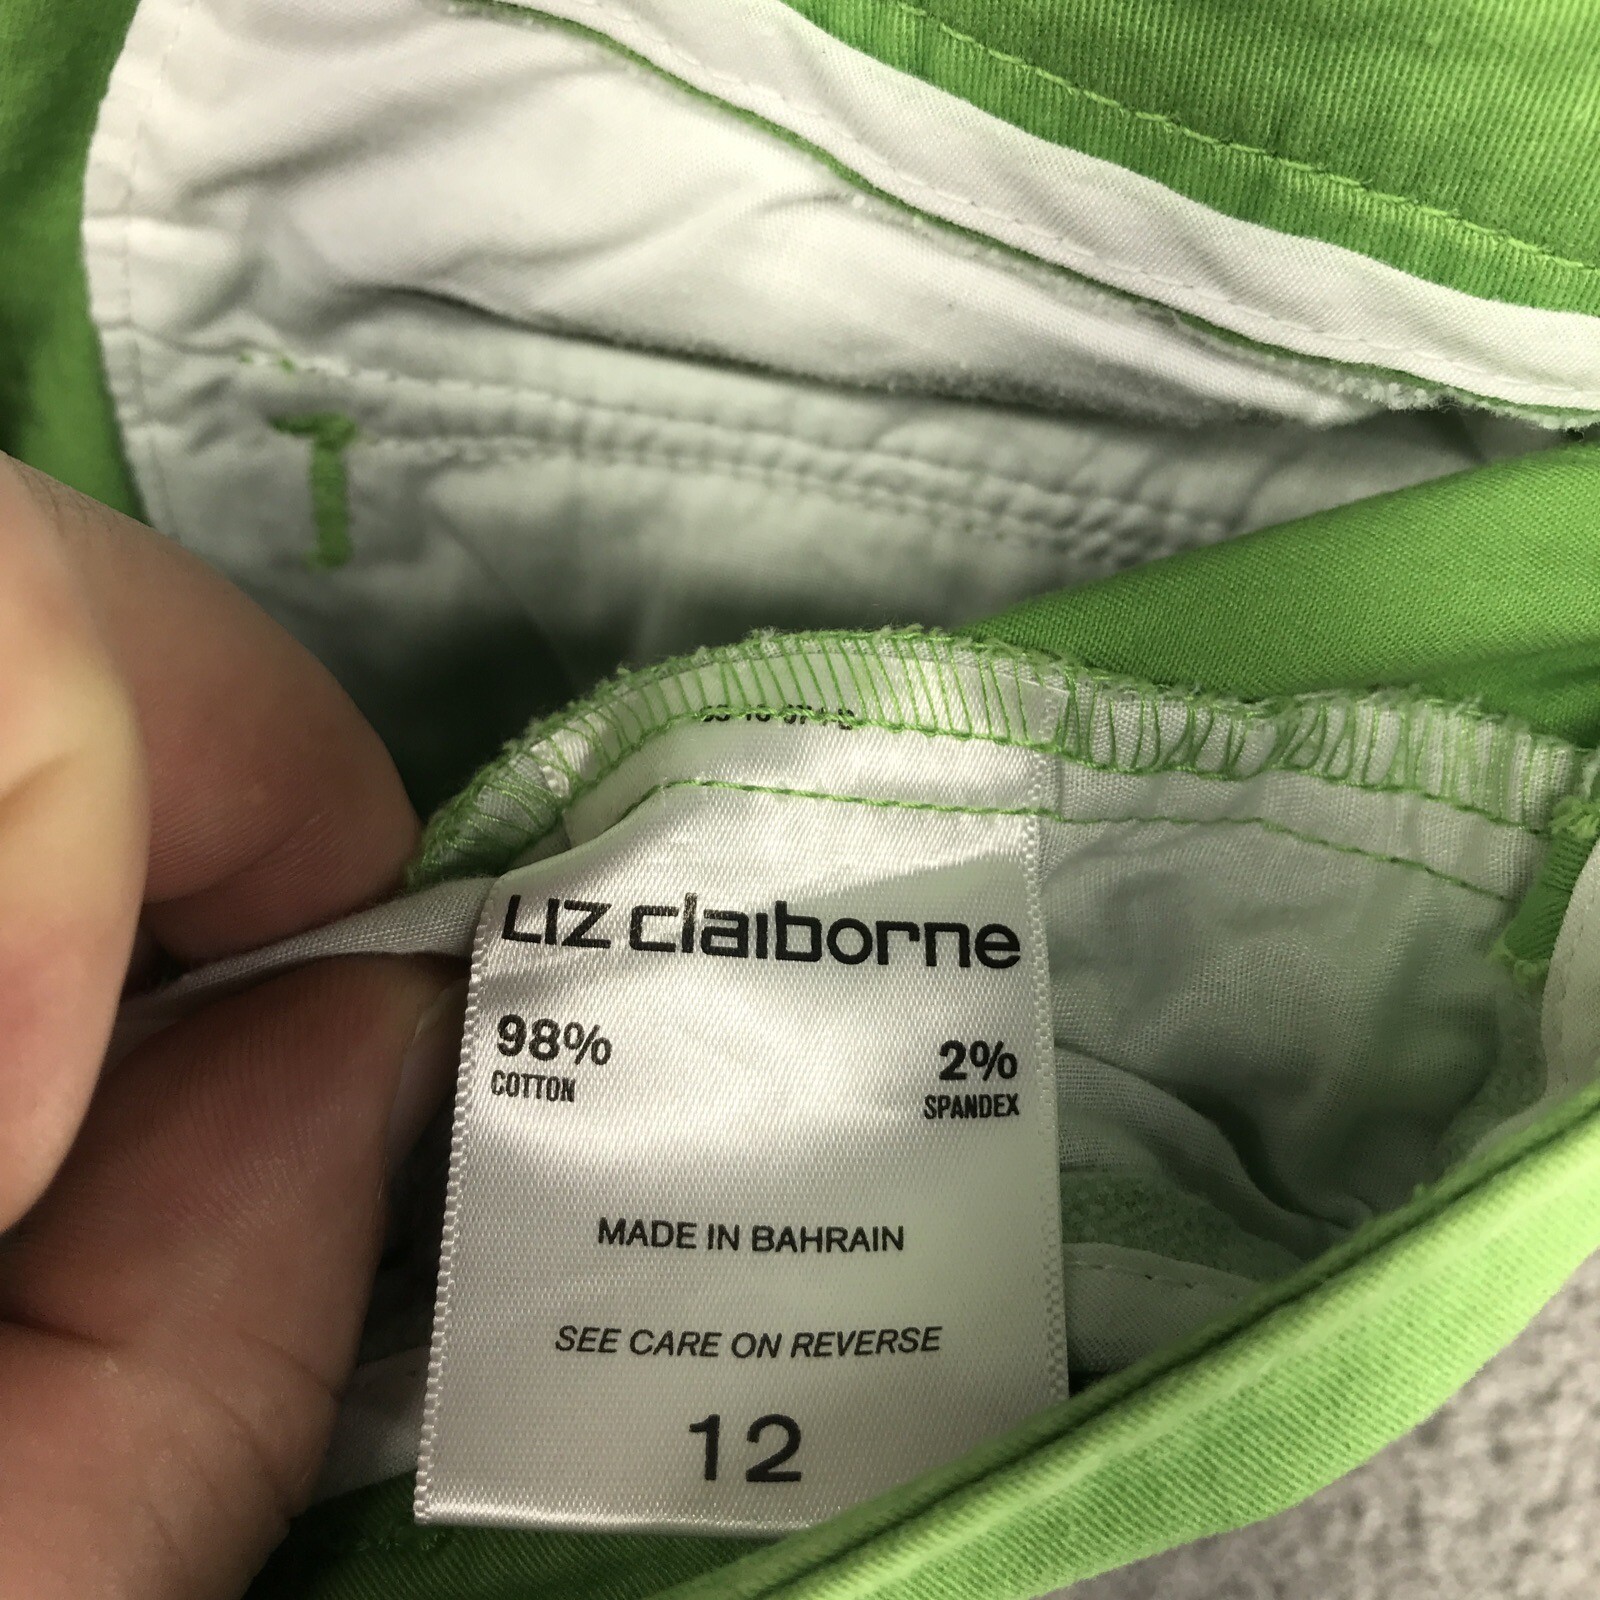 Liz claiborne
98% 2%
COTTON SPANDEX
MADE IN BAHRAIN
SEE CARE ON REVERSE
12